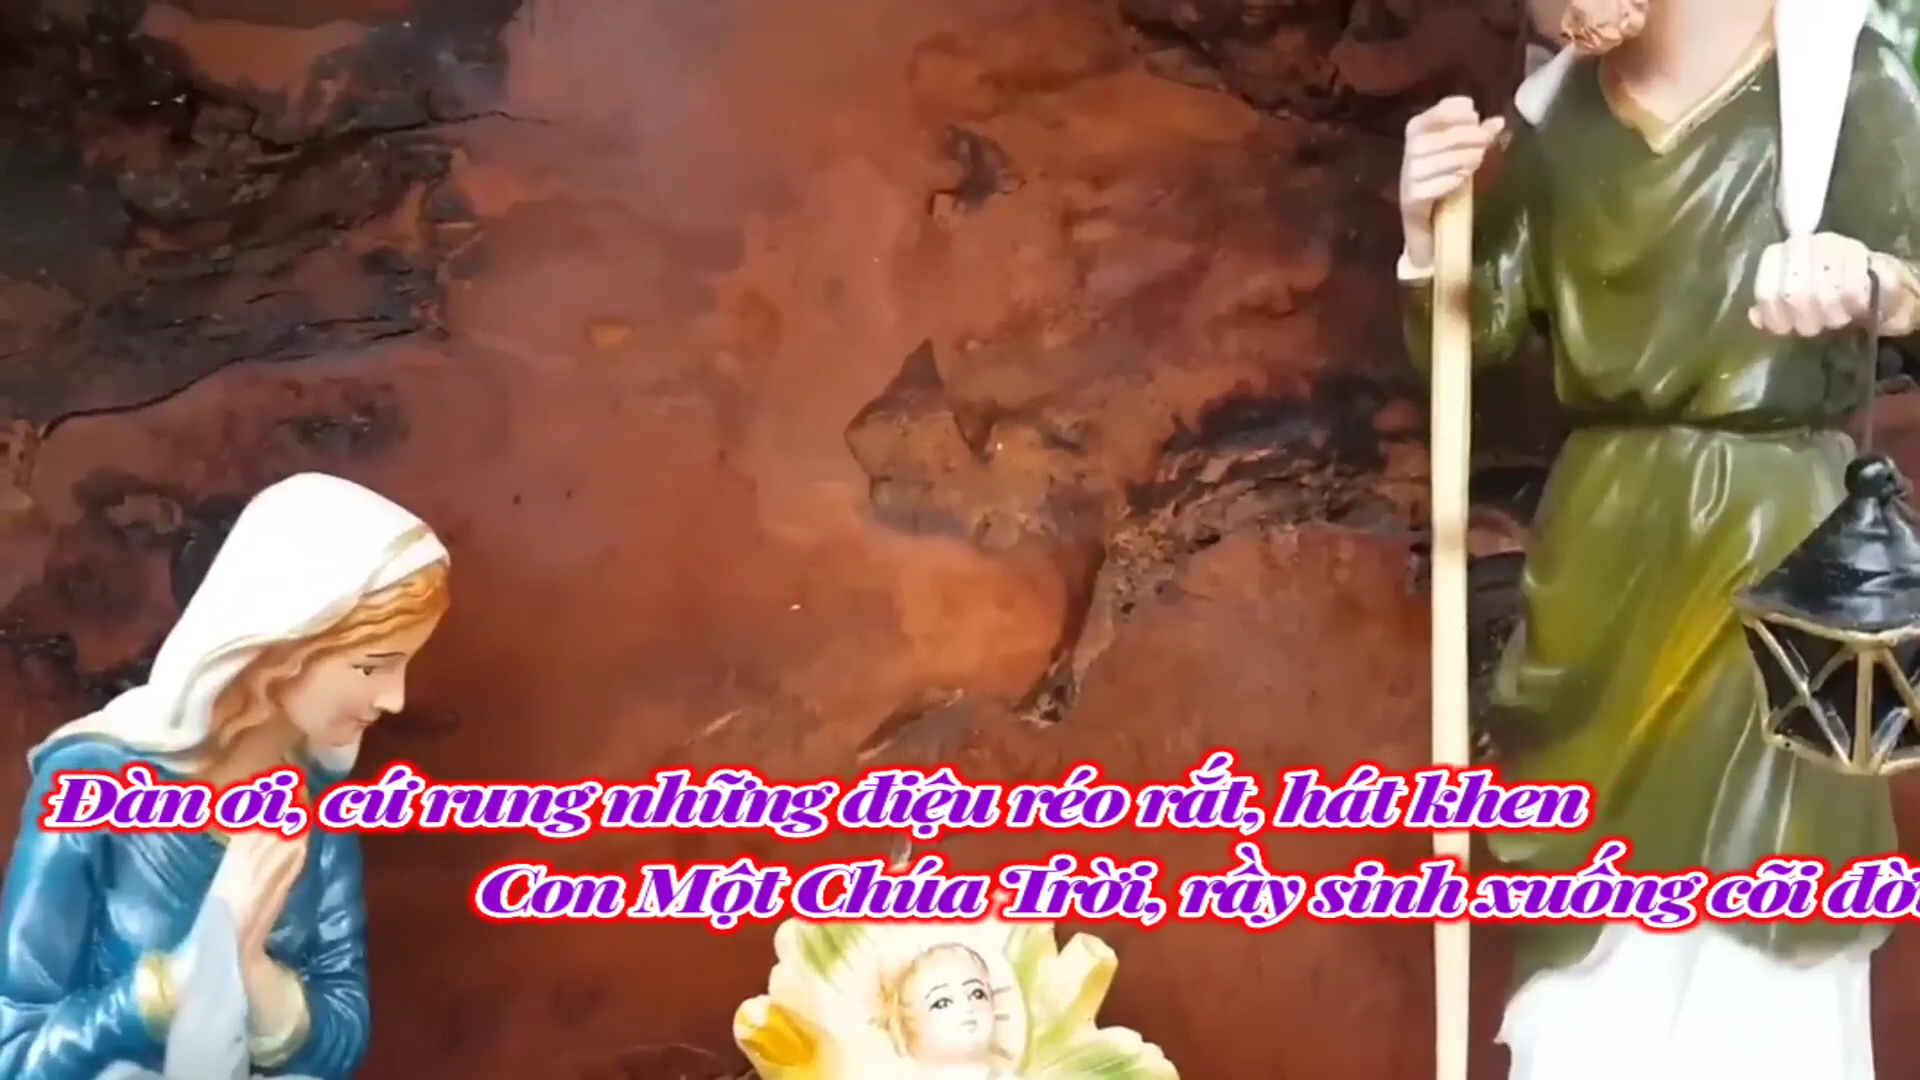 Đàn ơi, cứ rung những điệu réo rắt, hát khen
Con Một Chúa Trời, rầy sinh xuống cõi đời